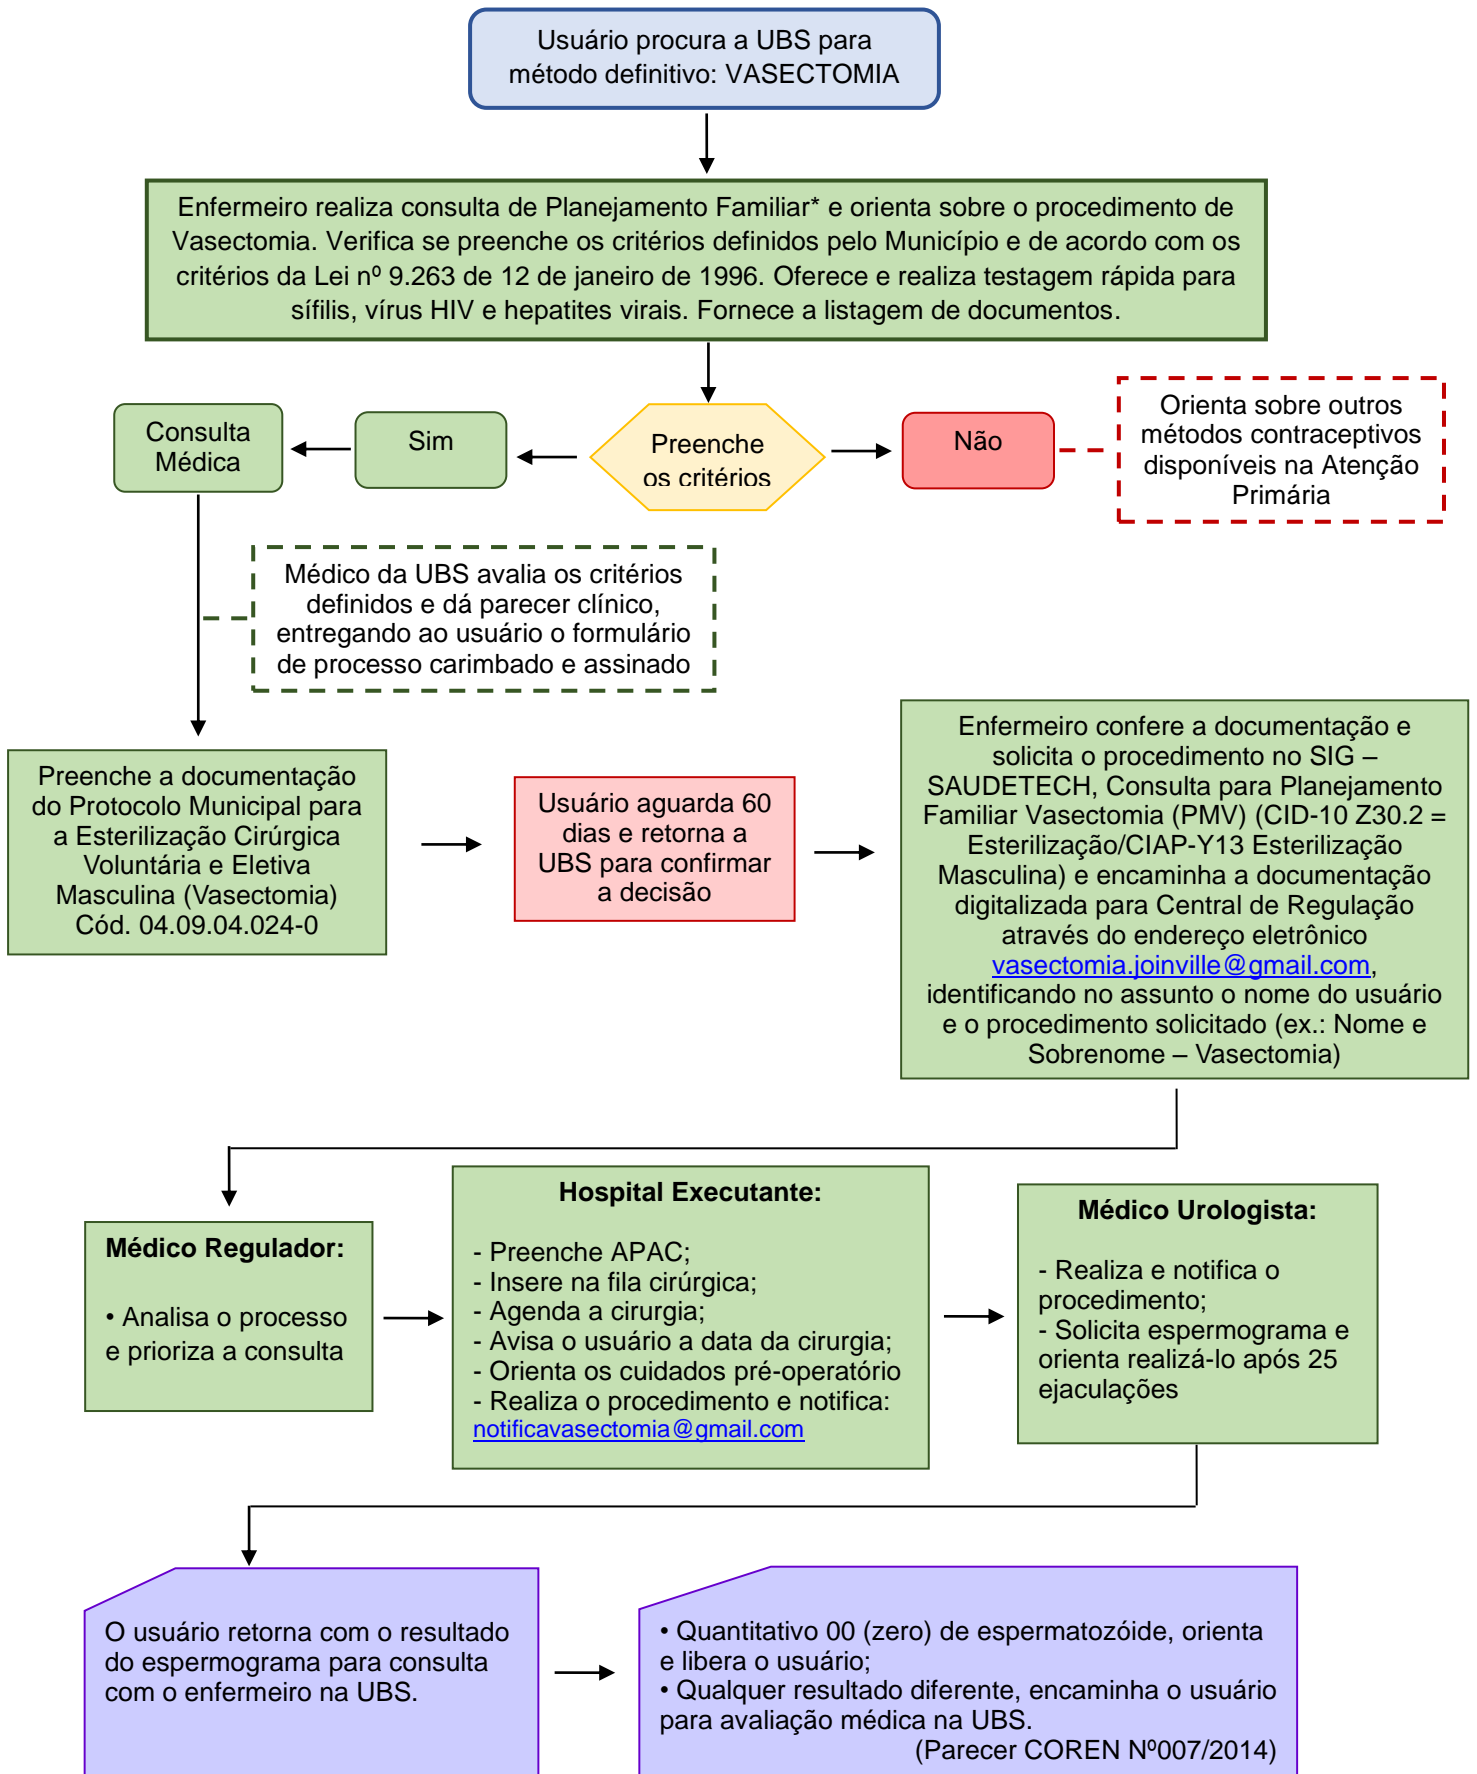 Usuário procura a UBS para
método definitivo: VASECTOMIA
Enfermeiro realiza consulta de Planejamento Familiar* e orienta sobre o procedimento de
Vasectomia. Verifica se preenche os critérios definidos pelo Município e de acordo com os
critérios da Lei nº 9.263 de 12 de janeiro de 1996. Oferece e realiza testagem rápida para
sífilis, vírus HIV e hepatites virais. Fornece a listagem de documentos.
Consulta
Médica
Sim
Preenche
os critérios
Não
Orienta sobre outros
métodos contraceptivos
disponíveis na Atenção
Primária
Médico da UBS avalia os critérios
definidos e dá parecer clínico,
entregando ao usuário o formulário
de processo carimbado e assinado
Preenche a documentação
do Protocolo Municipal para
a Esterilização Cirúrgica
Voluntária e Eletiva
Masculina (Vasectomia)
Cód. 04.09.04.024-0
Usuário aguarda 60
dias e retorna a
UBS para confirmar
a decisão
Enfermeiro confere a documentação e
solicita o procedimento no SIG –
SAUDETECH, Consulta para Planejamento
Familiar Vasectomia (PMV) (CID-10 Z30.2 =
Esterilização/CIAP-Y13 Esterilização
Masculina) e encaminha a documentação
digitalizada para Central de Regulação
através do endereço eletrônico
vasectomia.joinville@gmail.com,
identificando no assunto o nome do usuário
e o procedimento solicitado (ex.: Nome e
Sobrenome – Vasectomia)
Médico Regulador:
• Analisa o processo
e prioriza a consulta
Hospital Executante:
- Preenche APAC;
- Insere na fila cirúrgica;
- Agenda a cirurgia;
- Avisa o usuário a data da cirurgia;
- Orienta os cuidados pré-operatório
- Realiza o procedimento e notifica:
notificavasectomia@gmail.com
Médico Urologista:
- Realiza e notifica o
procedimento;
- Solicita espermograma e
orienta realizá-lo após 25
ejaculações
O usuário retorna com o resultado
do espermograma para consulta
com o enfermeiro na UBS.
• Quantitativo 00 (zero) de espermatozóide, orienta
e libera o usuário;
• Qualquer resultado diferente, encaminha o usuário
para avaliação médica na UBS.
(Parecer COREN Nº007/2014)